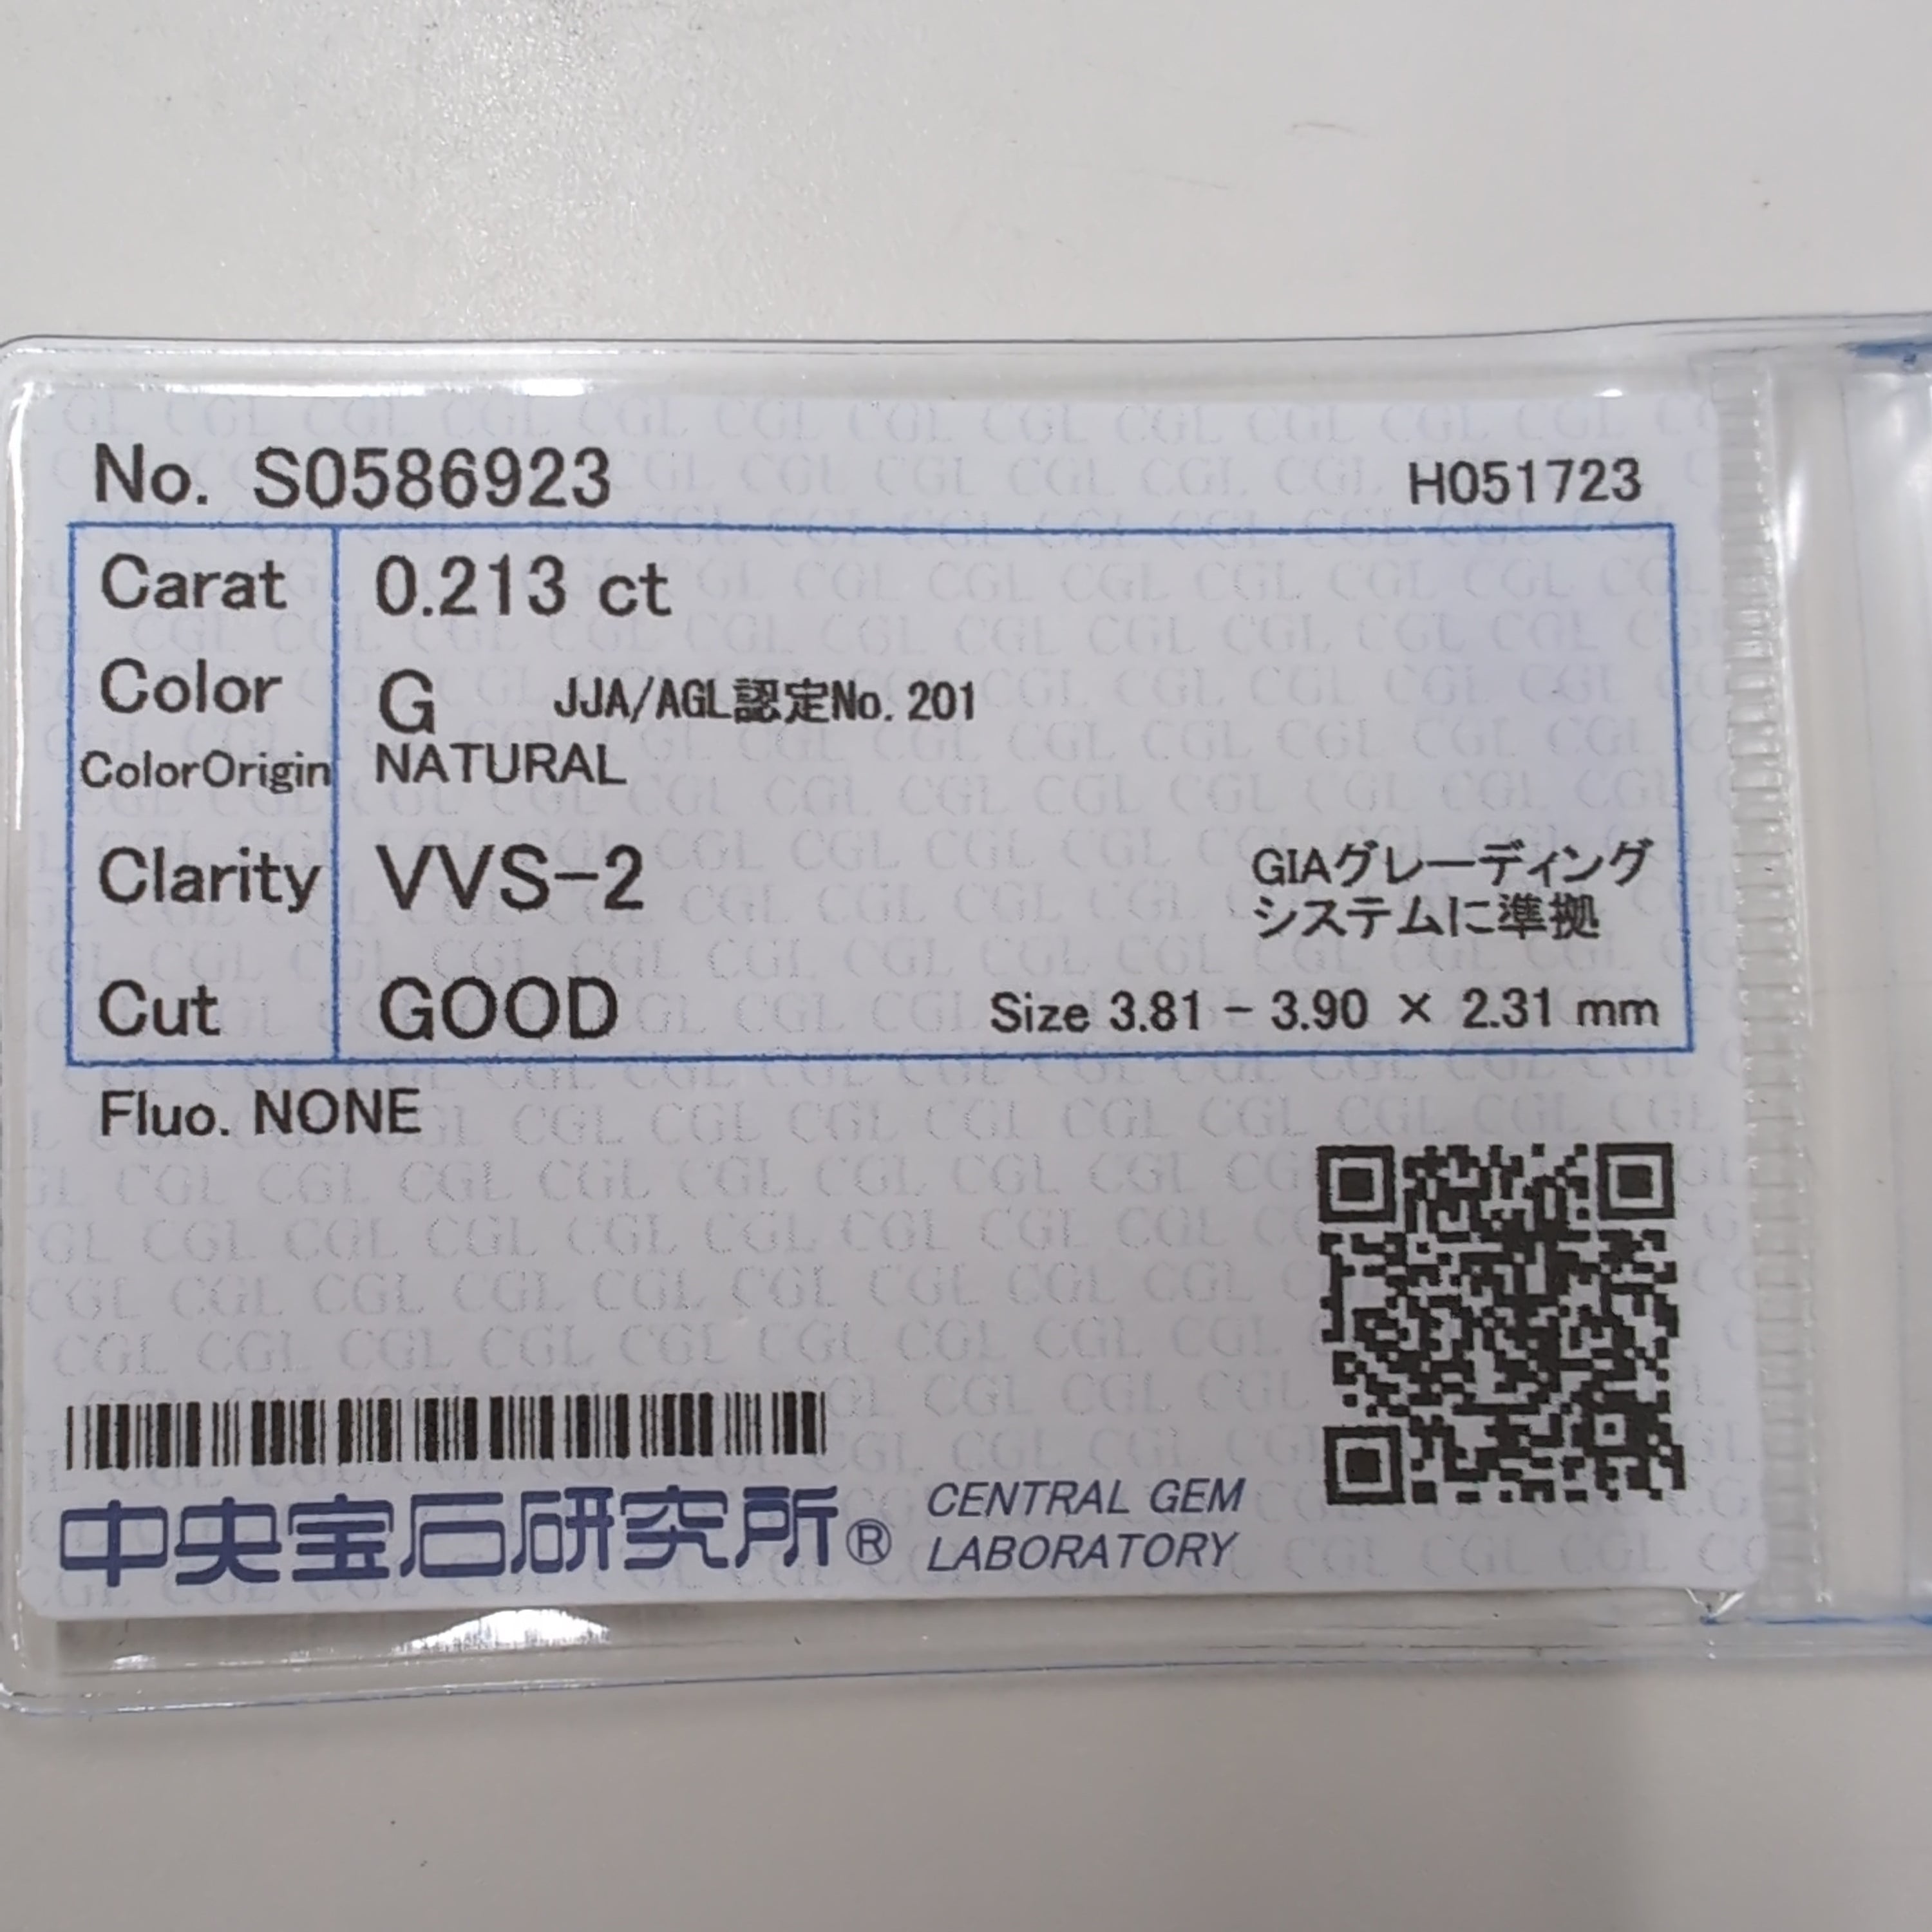 No. S0586923 H051723
Carat 0.213 ct
Color G JJA/AGL認定No. 201
ColorOrigin NATURAL
Clarity VVS-2 GIAグレーディング
システムに準拠
Cut GOOD Size 3.81 - 3.90 × 2.31 mm
Fluo. NONE
中央宝石研究所® CENTRAL GEM
LABORATORY